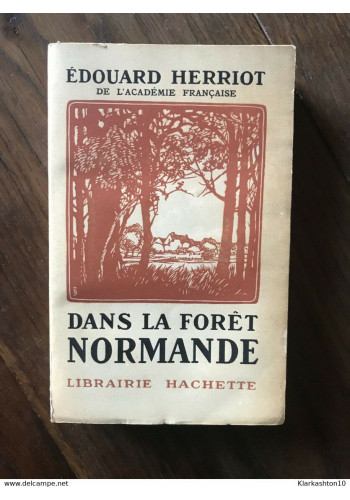 ÉDOUARD HERRIOT
DE L'ACADÉMIE FRANÇAISE
DANS LA FORÊT
NORMANDE
LIBRAIRIE HACHETTE
Klarkashton10
www.delcampe.net